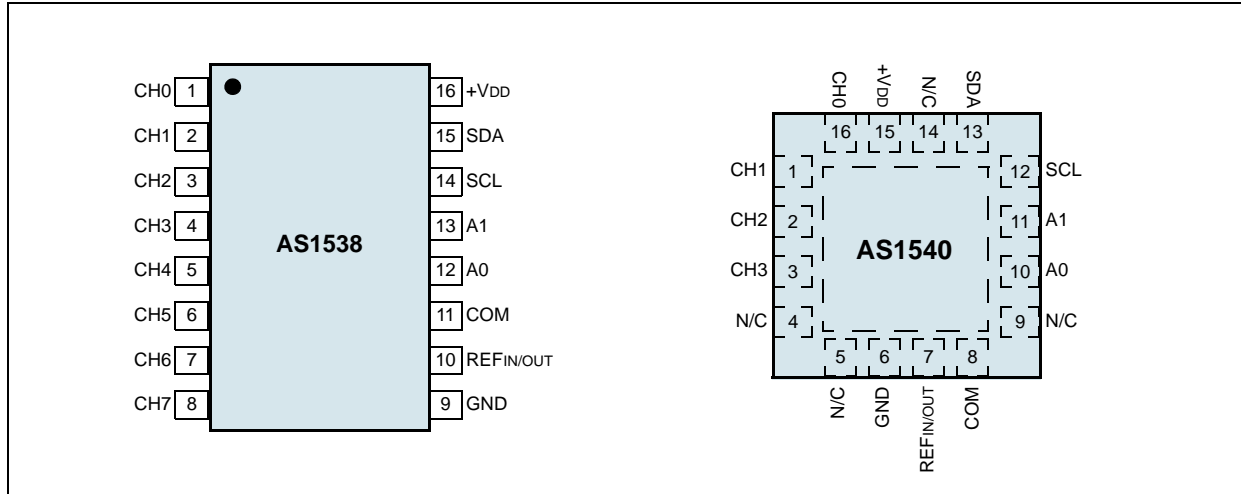 CH0 1
CH1 2
CH2 3
CH3 4
CH4 5
CH5 6
CH6 7
CH7 8
AS1538
16 +VDD
15 SDA
14 SCL
13 A1
12 A0
11 COM
10 REFIN/OUT
9 GND
CH0 +VDD N/C SDA
16 15 14 13
CH1 1
CH2 2
CH3 3
N/C 4
AS1540
12 SCL
11 A1
10 A0
9 N/C
5 6 7 8
N/C GND REFIN/OUT COM